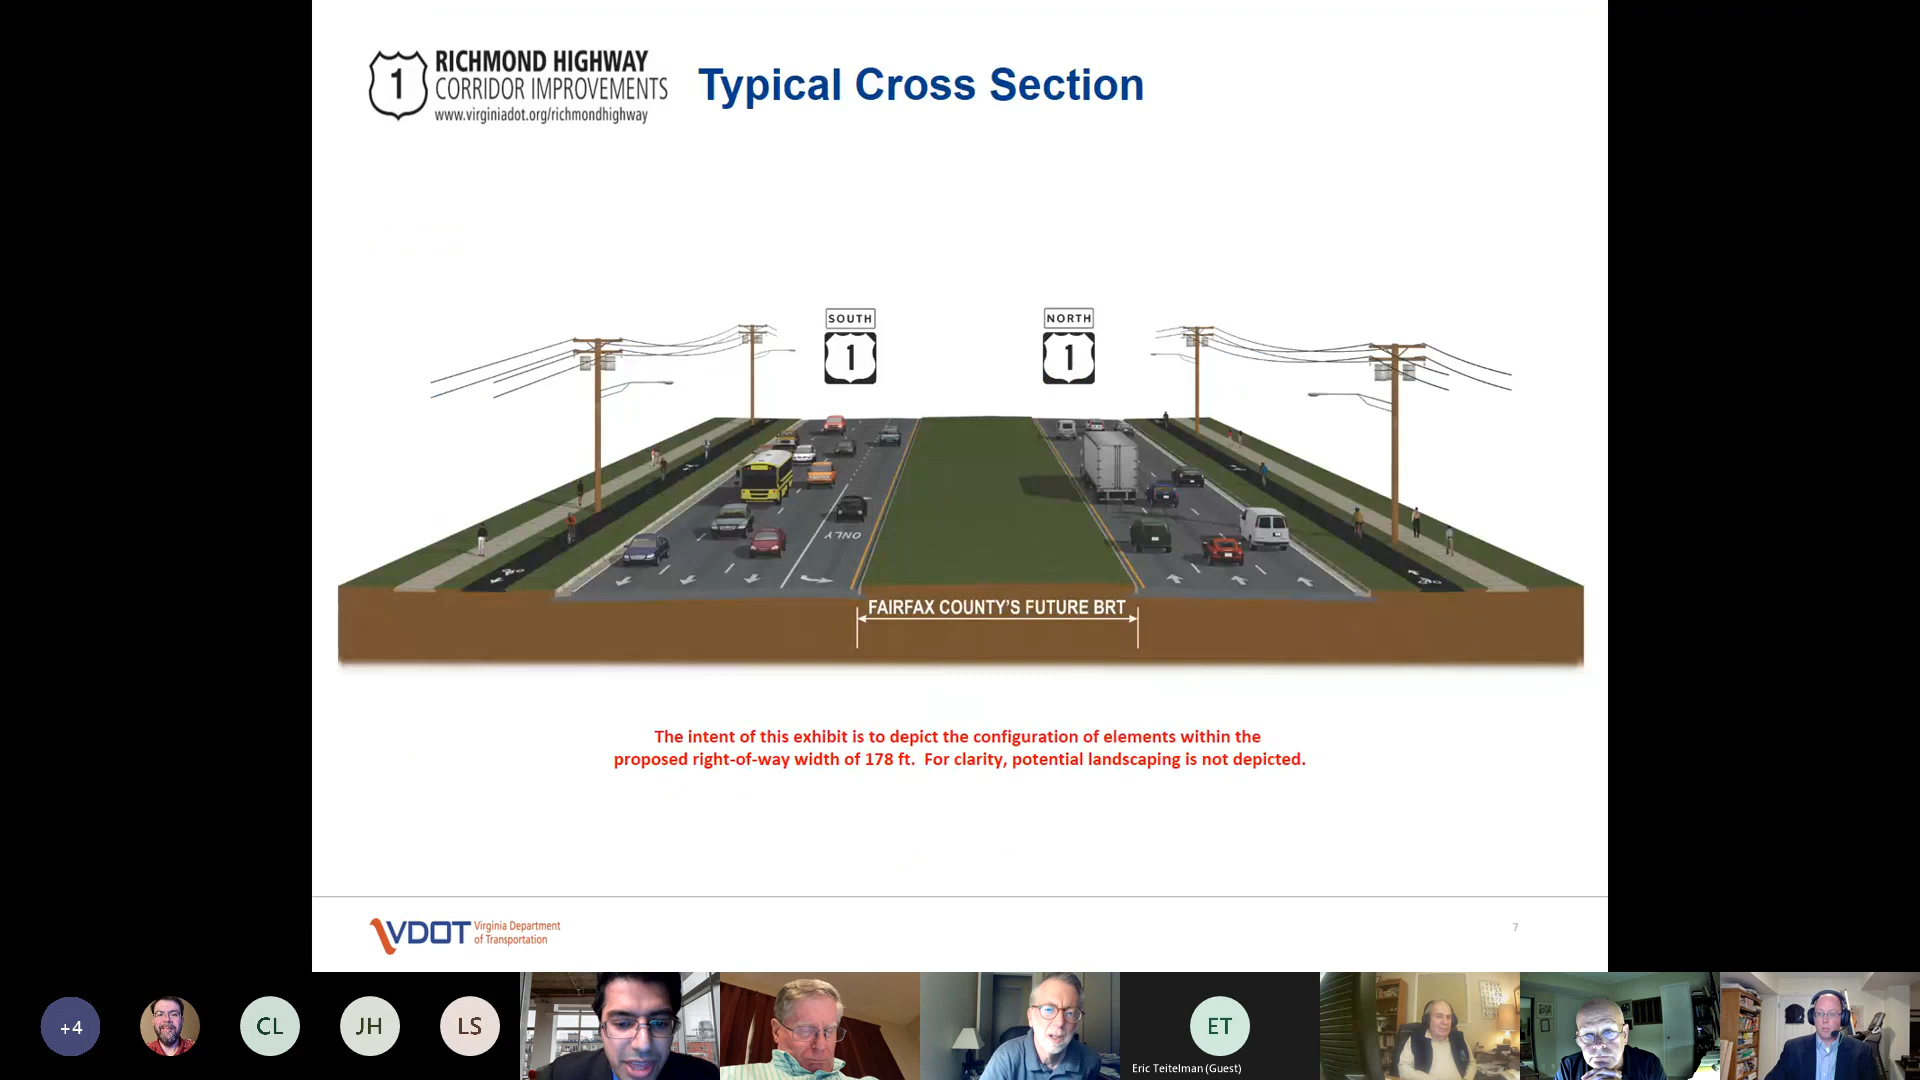 1
RICHMOND HIGHWAY
CORRIDOR IMPROVEMENTS
www.virginiadot.org/richmondhighway
Typical Cross Section
SOUTH
1
NORTH
1
ONLY
FAIRFAX COUNTY'S FUTURE BRT
The intent of this exhibit is to depict the configuration of elements within the
proposed right-of-way width of 178 ft. For clarity, potential landscaping is not depicted.
VDOT
Virginia Department
of Transportation
7
+4
CL
JH
LS
ET
Eric Teitelman (Guest)